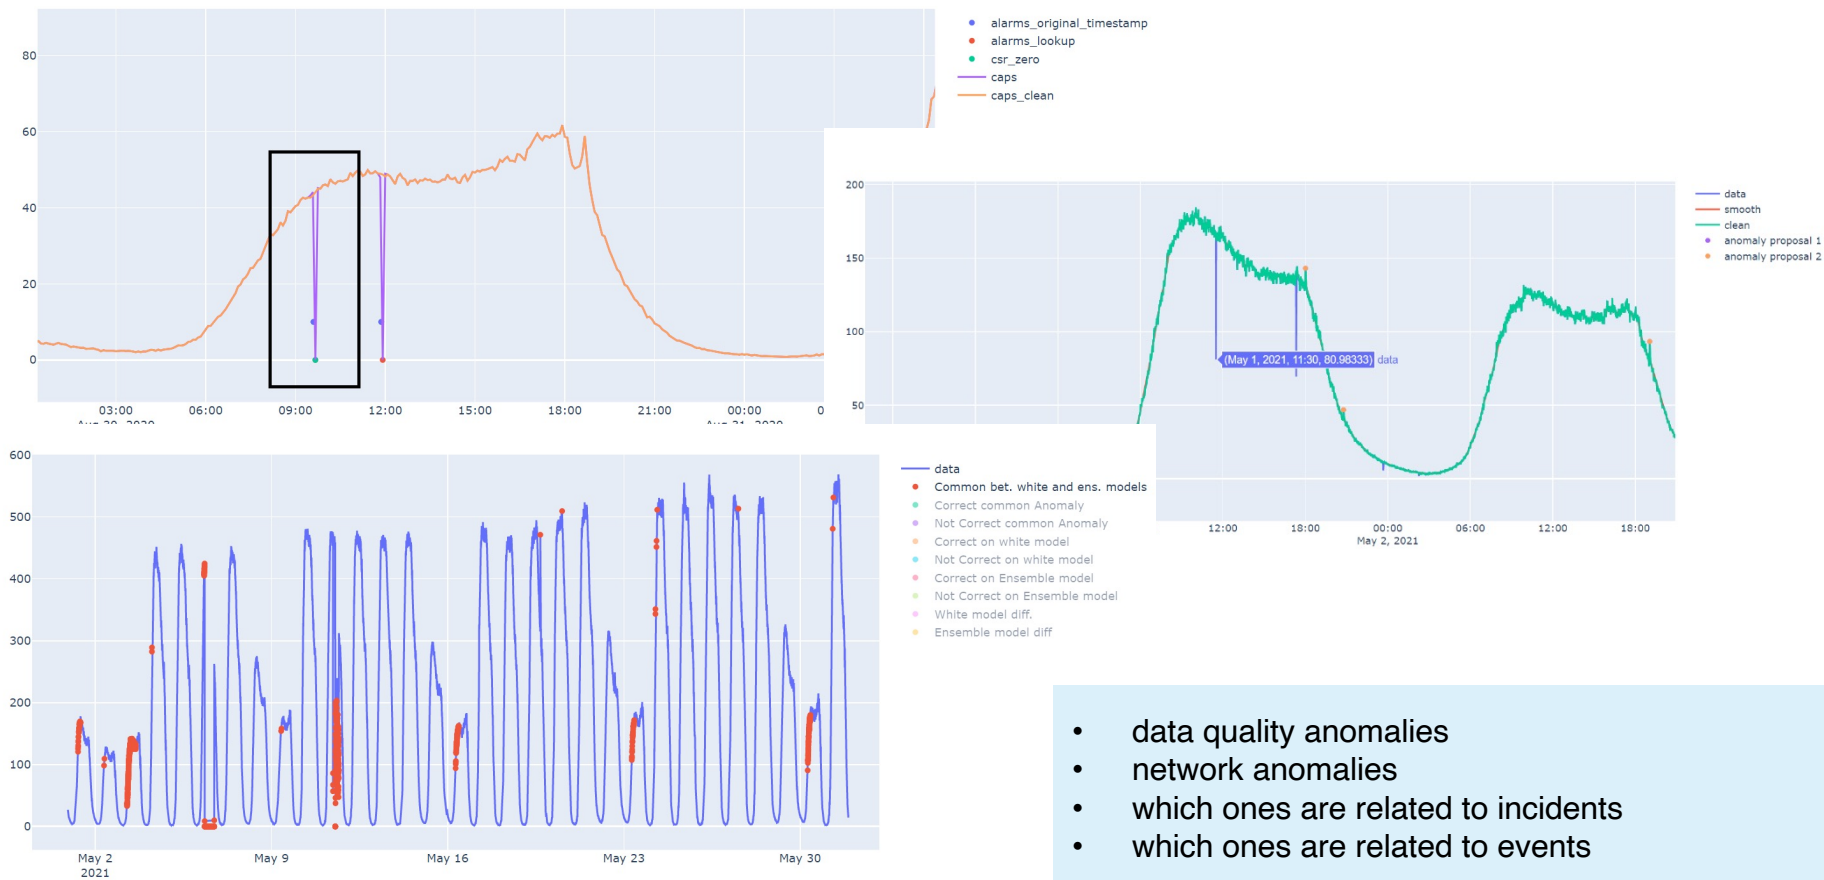 80
60
40
20
0
03:00 06:00 09:00 12:00 15:00 18:00 21:00 00:00 0
alarms_original_timestamp
alarms_lookup
csr_zero
caps
caps_clean
200
150
100
50
12:00 18:00 00:00 06:00 12:00 18:00
May 2, 2021
(May 1, 2021, 11:30, 80.98333) data
data
smooth
clean
anomaly proposal 1
anomaly proposal 2
600
500
400
300
200
100
0
May 2 May 9 May 16 May 23 May 30
2021
data
Common bet. white and ens. models
Correct common Anomaly
Not Correct common Anomaly
Correct on white model
Not Correct on white model
Correct on Ensemble model
Not Correct on Ensemble model
White model diff.
Ensemble model diff
• data quality anomalies
• network anomalies
• which ones are related to incidents
• which ones are related to events